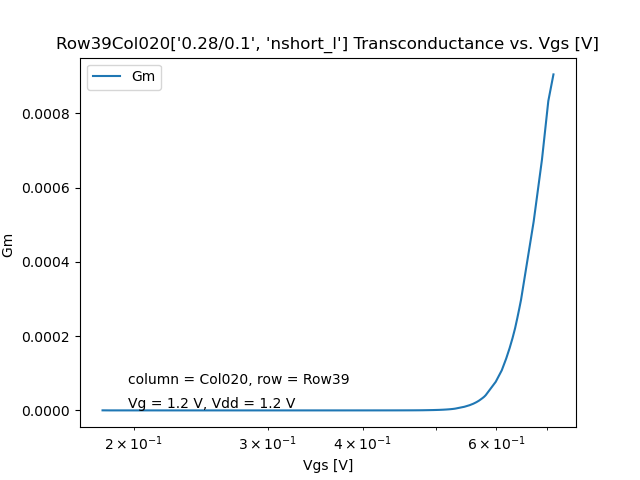 Row39Col020['0.28/0.1', 'nshort_l'] Transconductance vs. Vgs [V]
Gm
0.0008
0.0006
0.0004
0.0002
0.0000
Gm
column = Col020, row = Row39
Vg = 1.2 V, Vdd = 1.2 V
2 × 10⁻¹ 3 × 10⁻¹ 4 × 10⁻¹ 6 × 10⁻¹
Vgs [V]